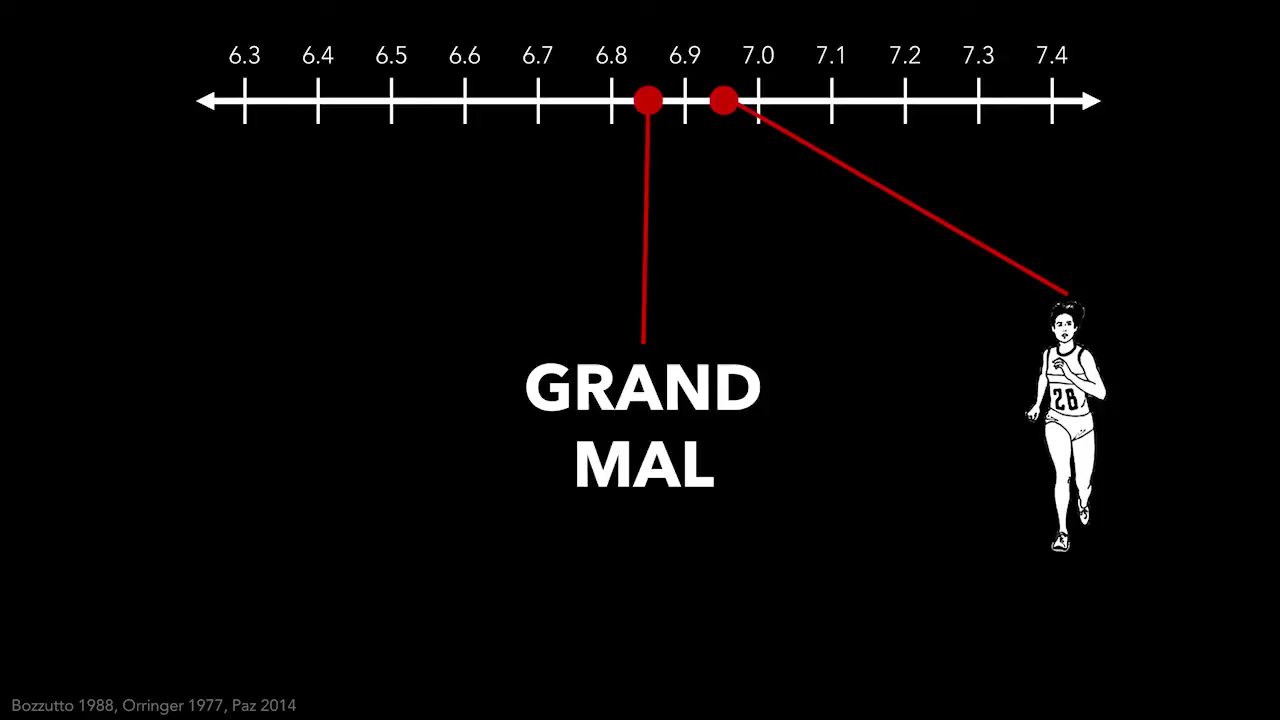 6.3 6.4 6.5 6.6 6.7 6.8 6.9 7.0 7.1 7.2 7.3 7.4
GRAND
MAL
26
Bozzutto 1988, Orringer 1977, Paz 2014